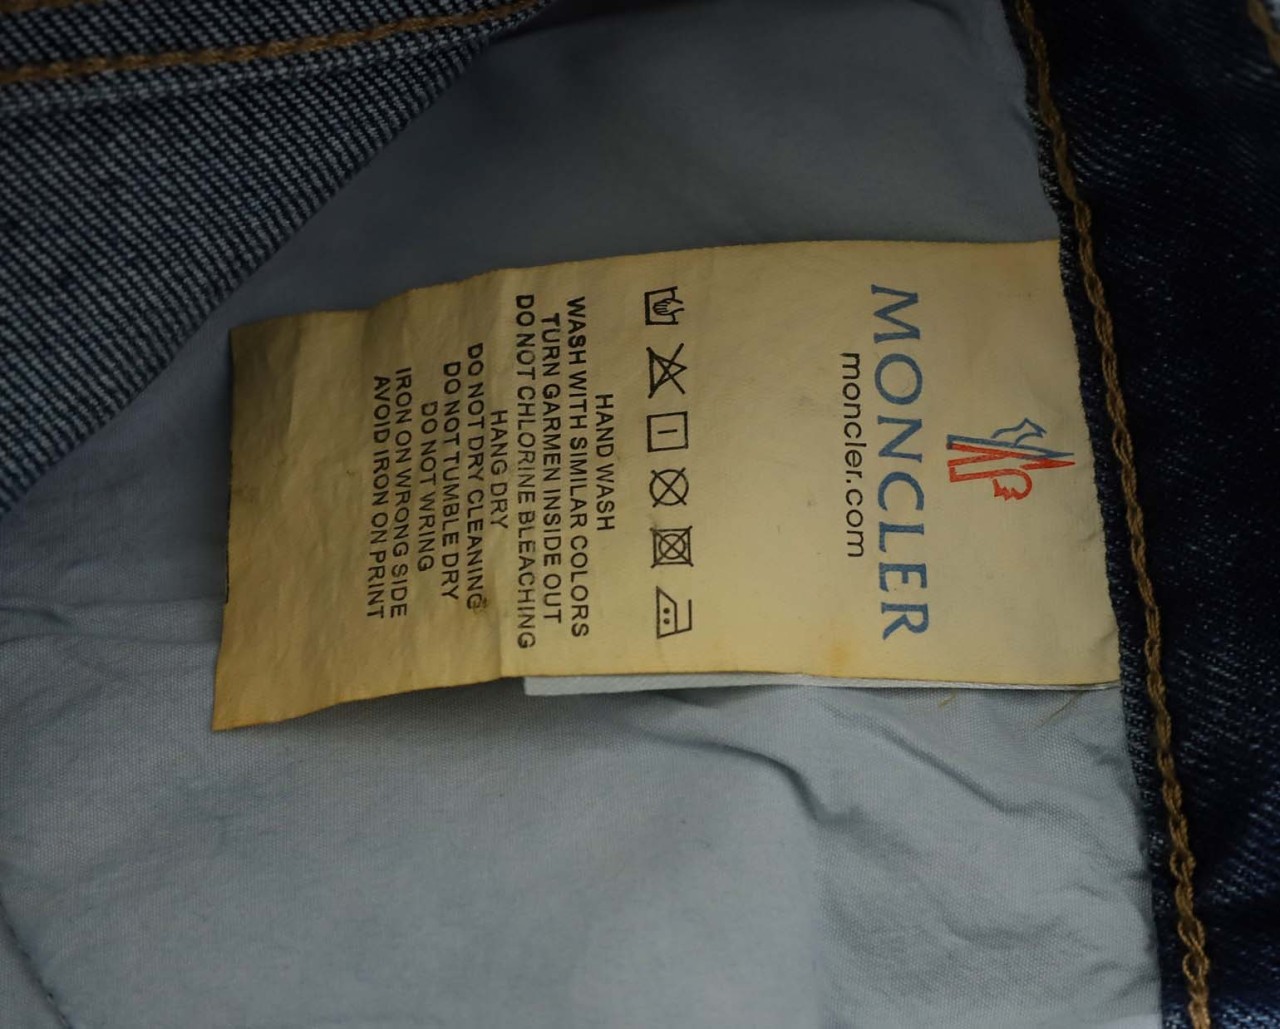 MONCLER
moncler.com
HAND WASH
WASH WITH SIMILAR COLORS
TURN GARMEN INSIDE OUT
DO NOT CHLORINE BLEACHING
HANG DRY
DO NOT DRY CLEANING
DO NOT TUMBLE DRY
DO NOT WRING
IRON ON WRONG SIDE
AVOID IRON ON PRINT